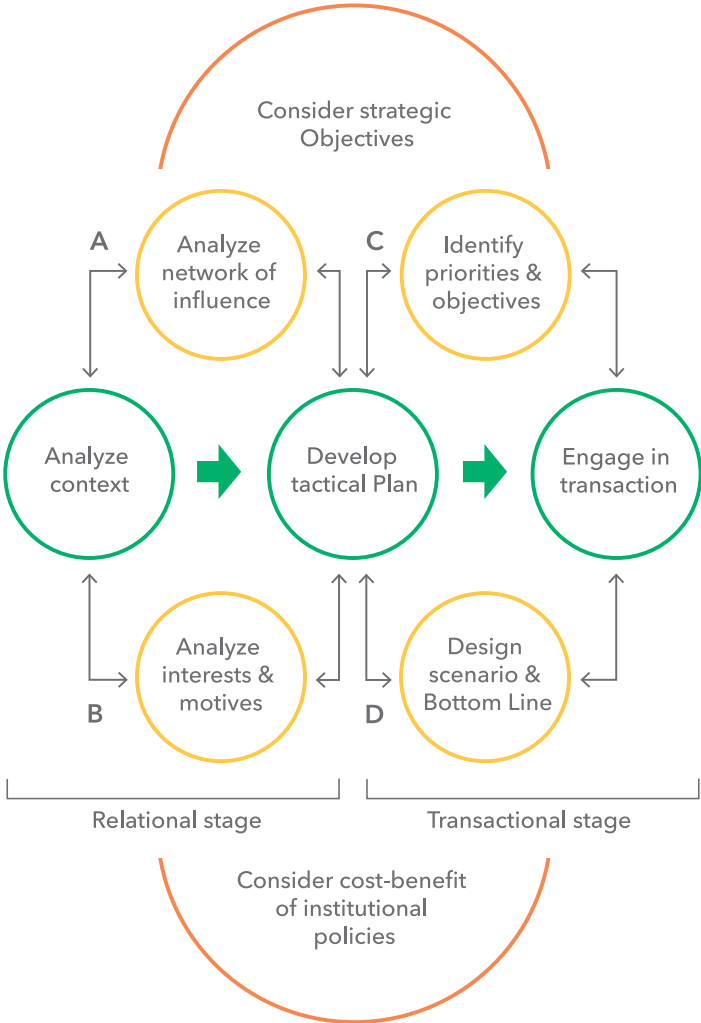 Consider strategic
Objectives
A
Analyze
network of
influence
C
Identify
priorities &
objectives
Analyze
context
Develop
tactical Plan
Engage in
transaction
Analyze
interests &
motives
B
Design
scenario &
Bottom Line
D
Relational stage
Transactional stage
Consider cost-benefit
of institutional
policies